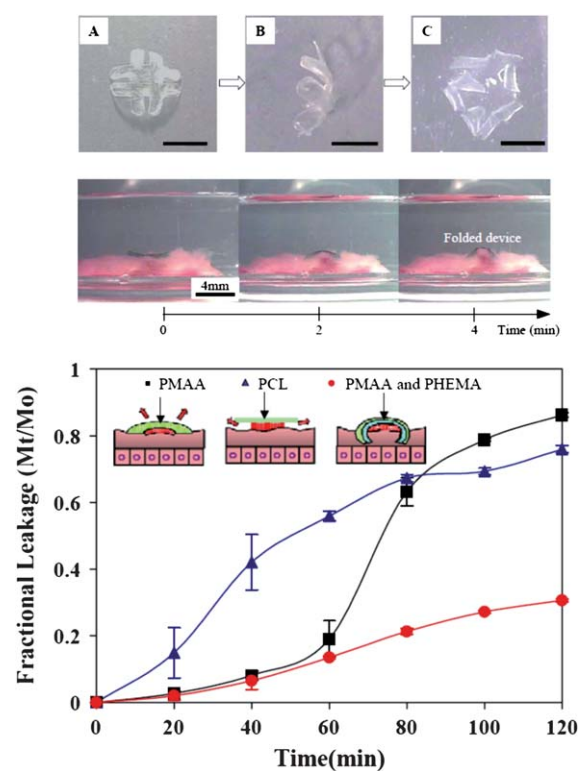 A
B
C
Folded device
4mm
0
2
4
Time (min)
PMAA
PCL
PMAA and PHEMA
Fractional Leakage (Mt/Mo)
1
0.8
0.6
0.4
0.2
0
0
20
40
60
80
100
120
Time(min)